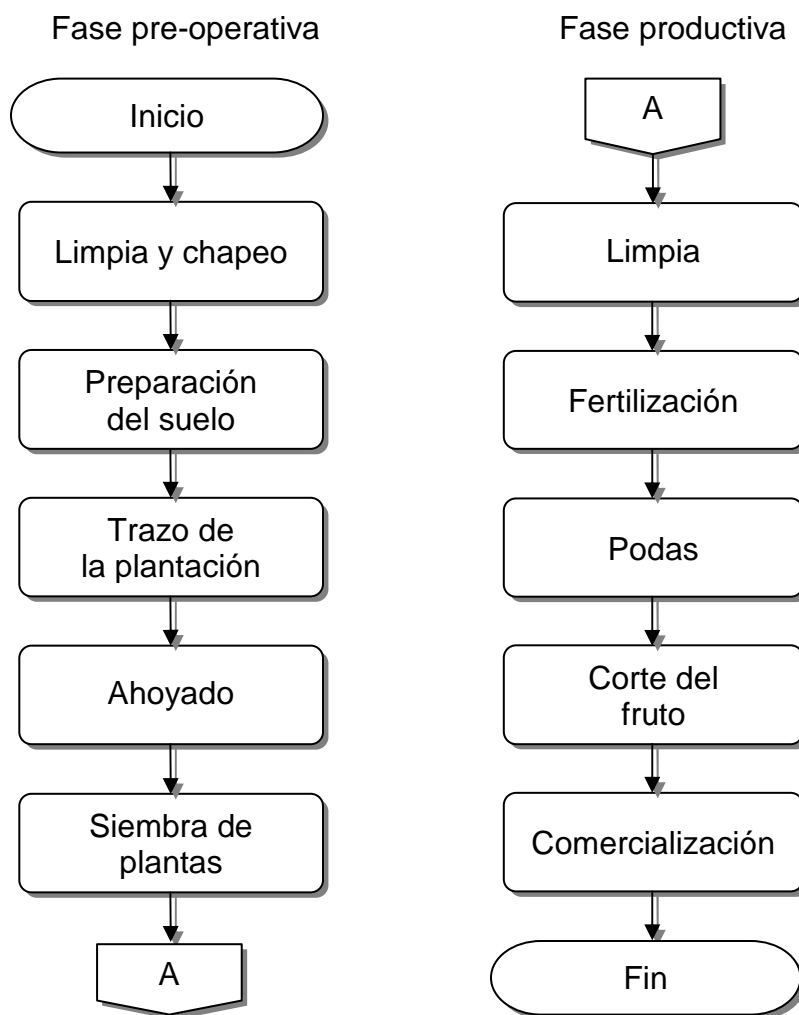 Fase pre-operativa
Inicio
Limpia y chapeo
Preparación
del suelo
Trazo de
la plantación
Ahoyado
Siembra de
plantas
A
Fase productiva
A
Limpia
Fertilización
Podas
Corte del
fruto
Comercialización
Fin